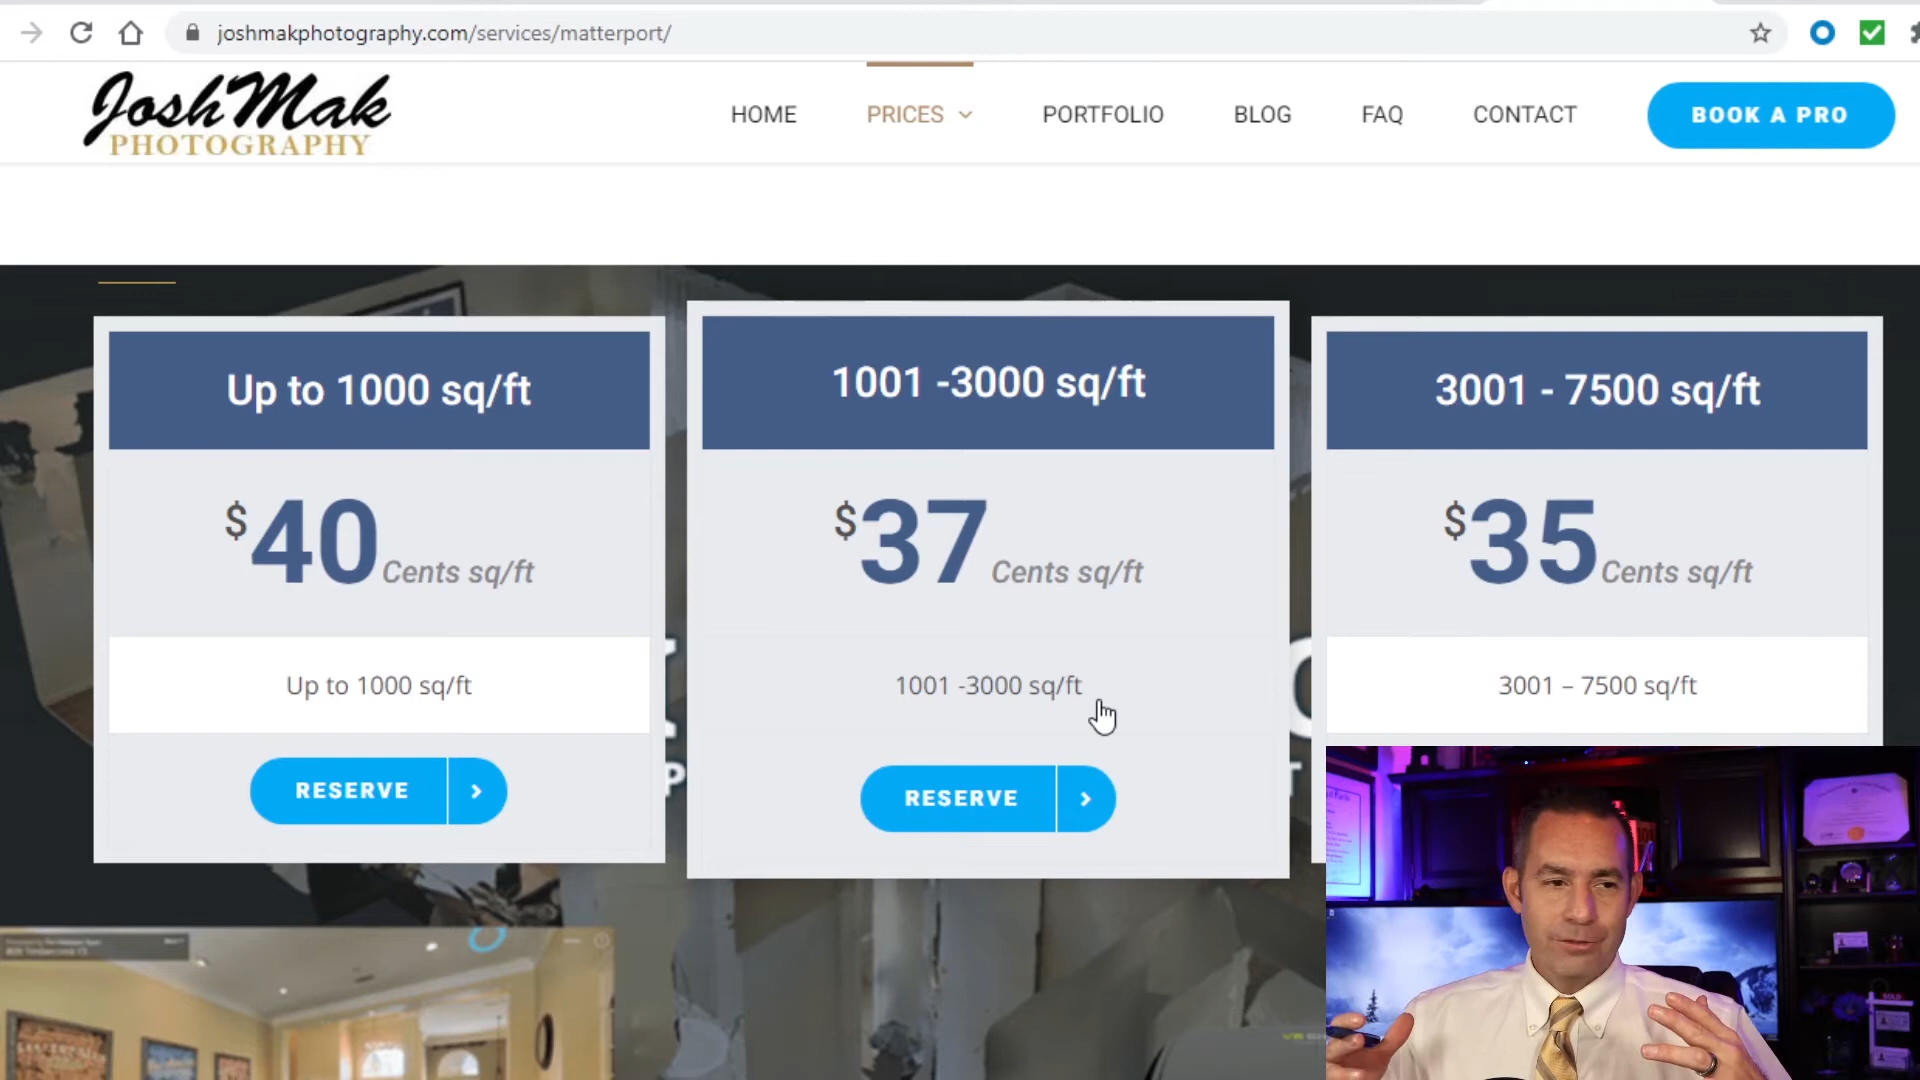 joshmakphotography.com/services/matterport/
JoshMak
PHOTOGRAPHY
HOME
PRICES
PORTFOLIO
BLOG
FAQ
CONTACT
BOOK A PRO
Up to 1000 sq/ft
$40 Cents sq/ft
Up to 1000 sq/ft
RESERVE
1001 -3000 sq/ft
$37 Cents sq/ft
1001 -3000 sq/ft
RESERVE
3001 - 7500 sq/ft
$35 Cents sq/ft
3001 – 7500 sq/ft
SOLD